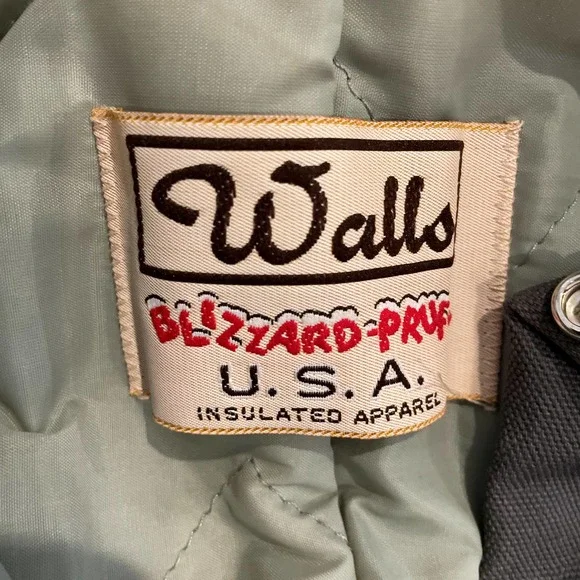 Walls
BLIZZARD-PRUF
U. S. A.
INSULATED APPAREL